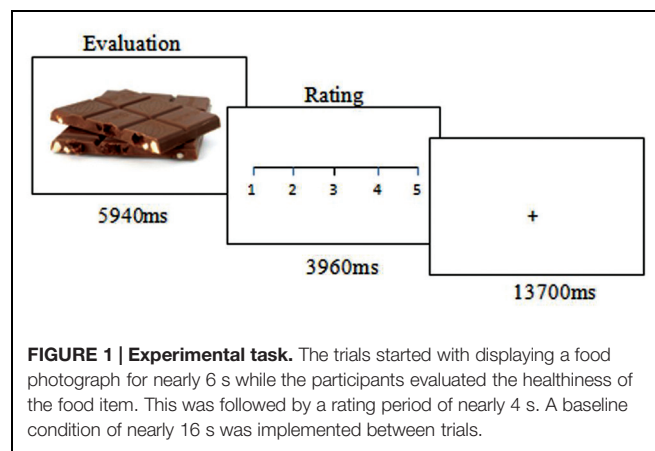 Evaluation
Rating
1 2 3 4 5
+
5940ms
3960ms
13700ms
FIGURE 1 | Experimental task. The trials started with displaying a food
photograph for nearly 6 s while the participants evaluated the healthiness of
the food item. This was followed by a rating period of nearly 4 s. A baseline
condition of nearly 16 s was implemented between trials.